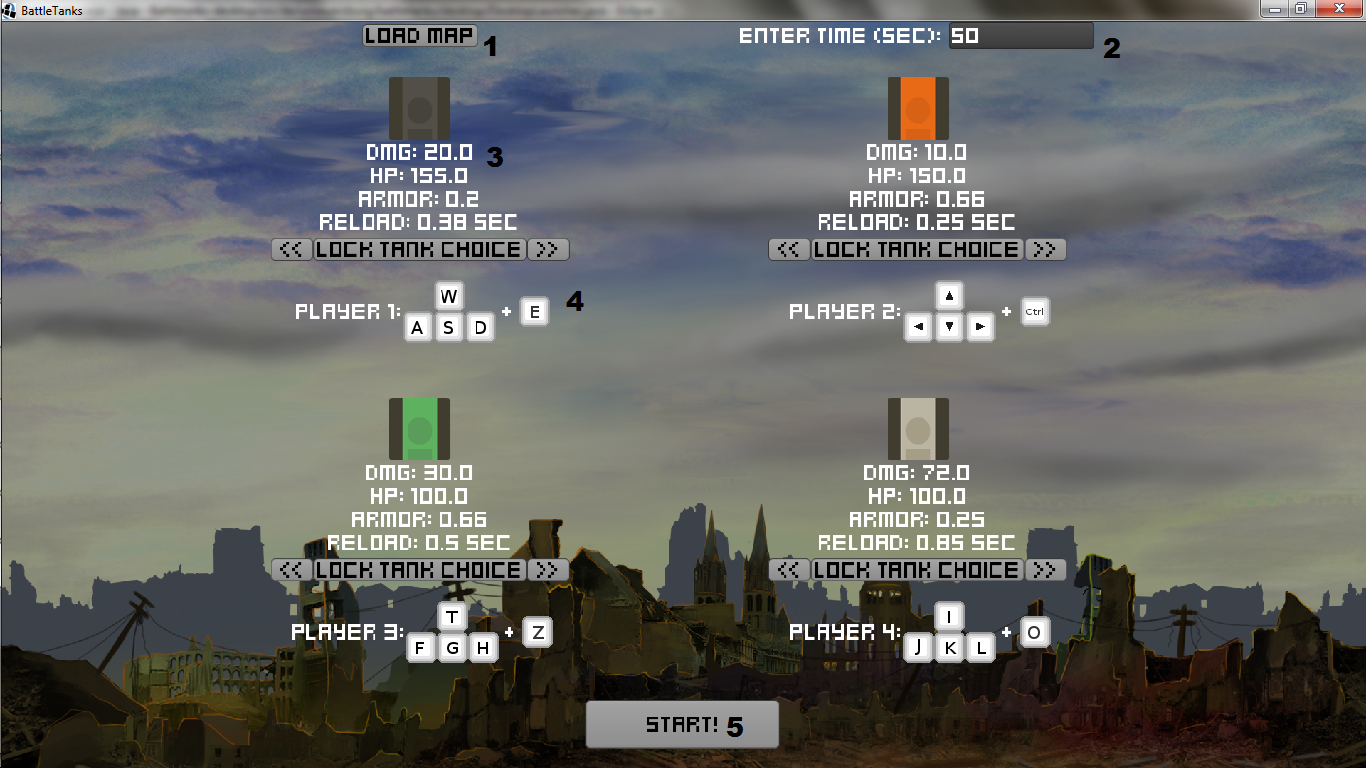 BattleTanks
LOAD MAP 1
ENTER TIME (SEC): 50 2
DMG: 20.0 3
HP: 155.0
ARMOR: 0.2
RELOAD: 0.38 SEC
<< LOCK TANK CHOICE >>
DMG: 10.0
HP: 150.0
ARMOR: 0.66
RELOAD: 0.25 SEC
<< LOCK TANK CHOICE >>
W
PLAYER 1: A S D + E 4
▲
PLAYER 2: ◄ ▼ ► + Ctrl
DMG: 30.0
HP: 100.0
ARMOR: 0.66
RELOAD: 0.5 SEC
<< LOCK TANK CHOICE >>
DMG: 72.0
HP: 100.0
ARMOR: 0.25
RELOAD: 0.85 SEC
<< LOCK TANK CHOICE >>
T
PLAYER 3: F G H + Z
I
PLAYER 4: J K L + O
START! 5